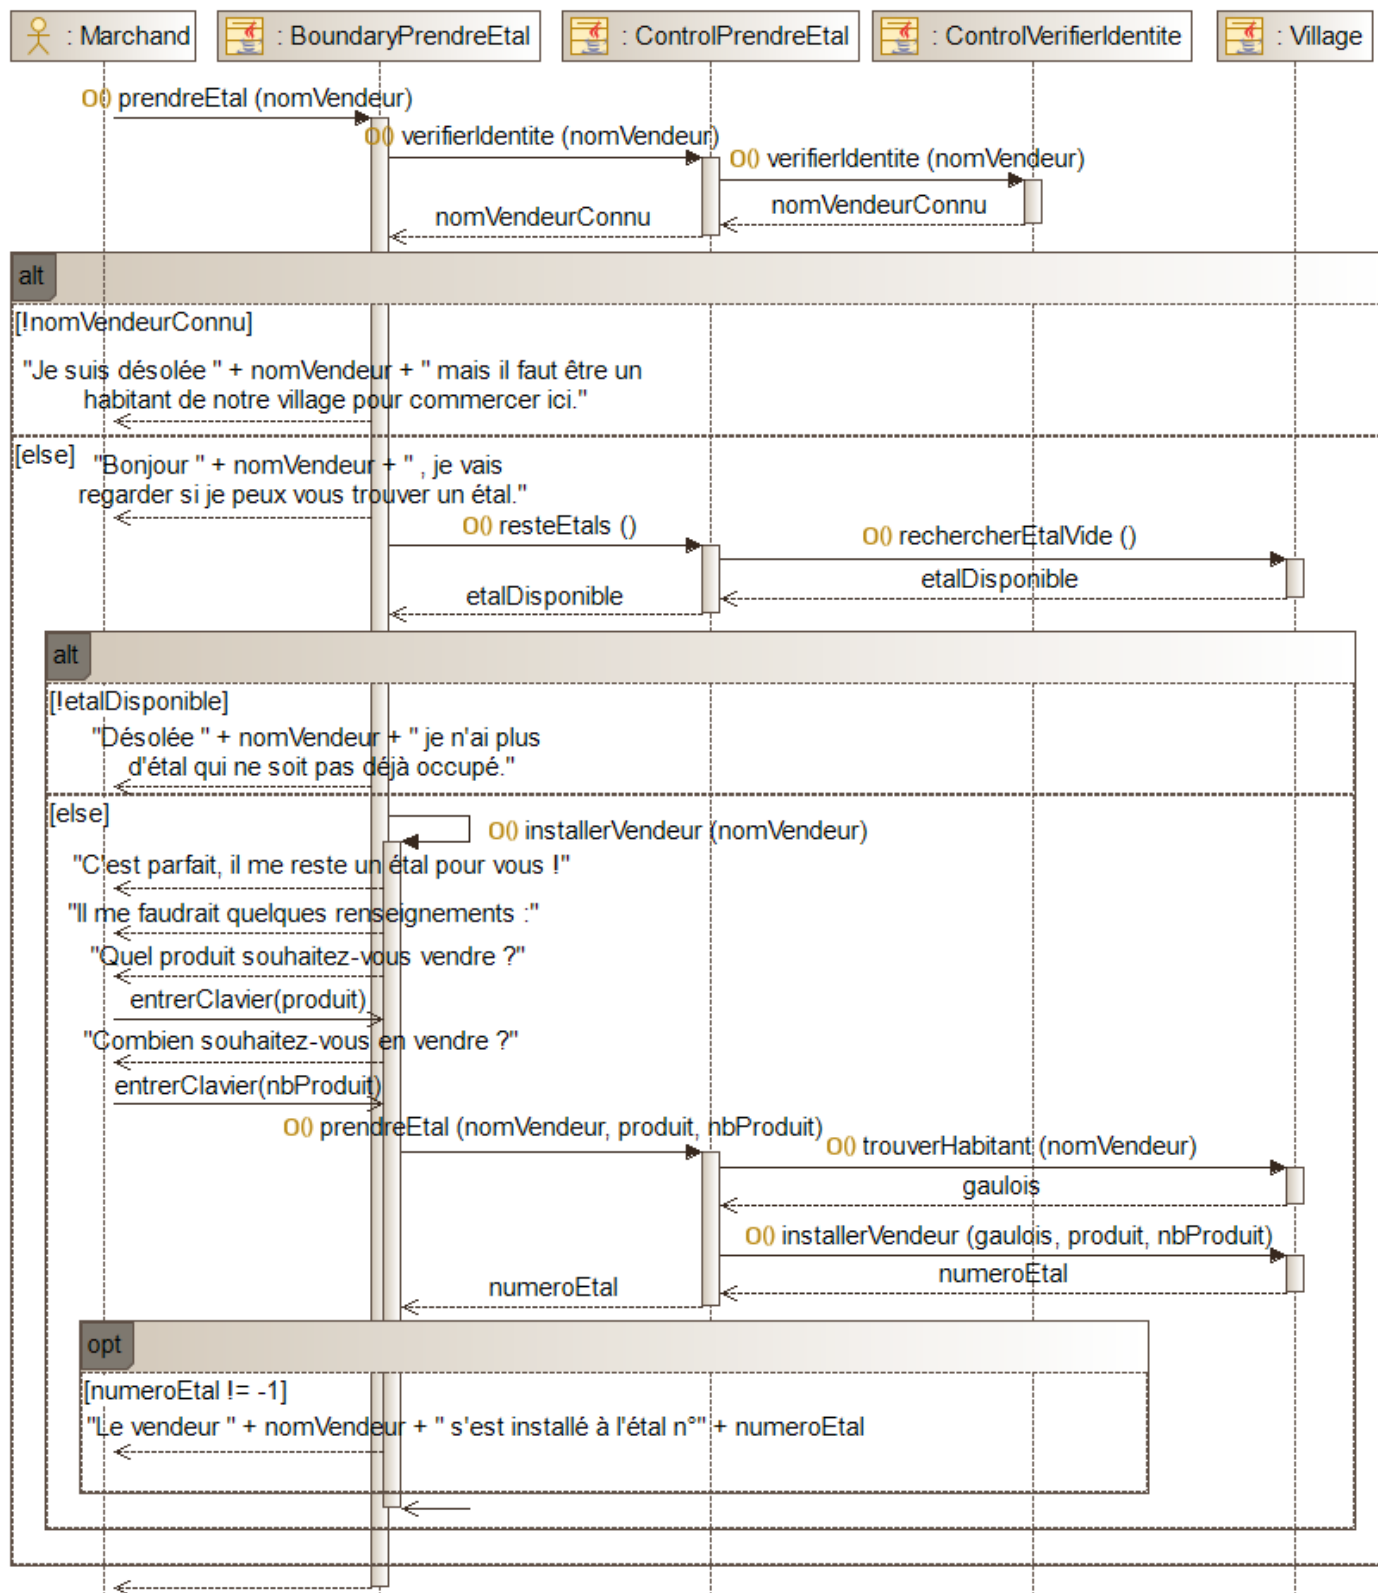 : Marchand
: BoundaryPrendreEtal
: ControlPrendreEtal
: ControlVerifierIdentite
: Village
O() prendreEtal (nomVendeur)
O() verifierIdentite (nomVendeur)
O() verifierIdentite (nomVendeur)
nomVendeurConnu
nomVendeurConnu
alt
[!nomVendeurConnu]
"Je suis désolée " + nomVendeur + " mais il faut être un
habitant de notre village pour commercer ici."
[else]
"Bonjour " + nomVendeur + " , je vais
regarder si je peux vous trouver un étal."
O() resteEtals ()
O() rechercherEtalVide ()
etalDisponible
etalDisponible
alt
[!etalDisponible]
"Désolée " + nomVendeur + " je n'ai plus
d'étal qui ne soit pas déjà occupé."
[else]
O() installerVendeur (nomVendeur)
"C'est parfait, il me reste un étal pour vous !"
"Il me faudrait quelques renseignements :"
"Quel produit souhaitez-vous vendre ?"
entrerClavier(produit)
"Combien souhaitez-vous en vendre ?"
entrerClavier(nbProduit)
O() prendreEtal (nomVendeur, produit, nbProduit)
O() trouverHabitant (nomVendeur)
gaulois
O() installerVendeur (gaulois, produit, nbProduit)
numeroEtal
numeroEtal
opt
[numeroEtal != -1]
"Le vendeur " + nomVendeur + " s'est installé à l'étal n°" + numeroEtal